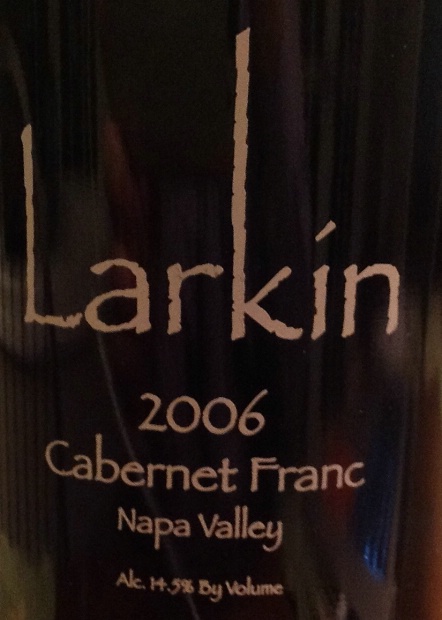 Larkin
2006
Cabernet Franc
Napa Valley
Alc. 14.5% By Volume